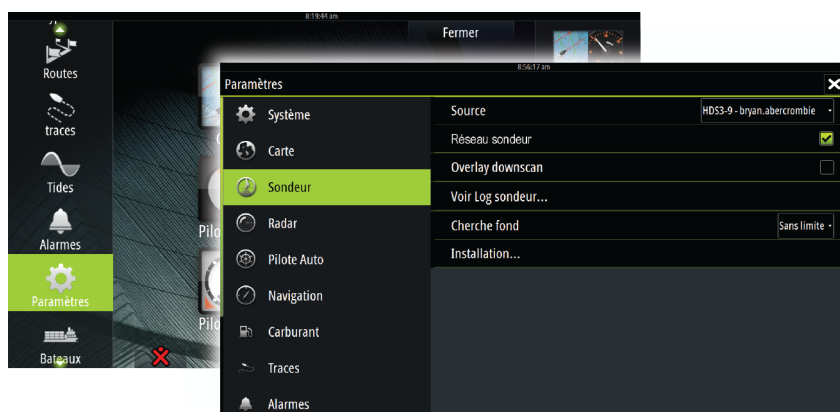 8:19:44 am
Fermer
Routes
traces
Tides
Alarmes
Paramètres
Bateaux
8:56:17 am
Paramètres
Système
Carte
Sondeur
Radar
Pilote Auto
Navigation
Carburant
Traces
Alarmes
Source
HDS3-9 - bryan.abercrombie
Réseau sondeur
Overlay downscan
Voir Log sondeur...
Cherche fond
Sans limite
Installation...